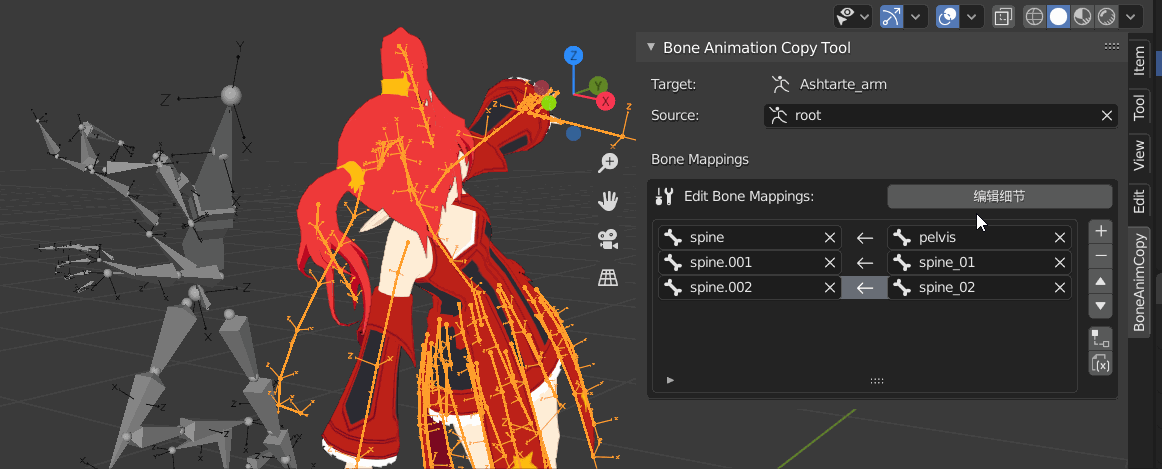 Bone Animation Copy Tool
Target: Ashtarte_arm
Source: root
Bone Mappings
Edit Bone Mappings: 编辑细节
spine pelvis
spine.001 spine_01
spine.002 spine_02
(x)
Item
Tool
View
Edit
BoneAnimCopy
Z
Y
X
Y
Z
X
Z